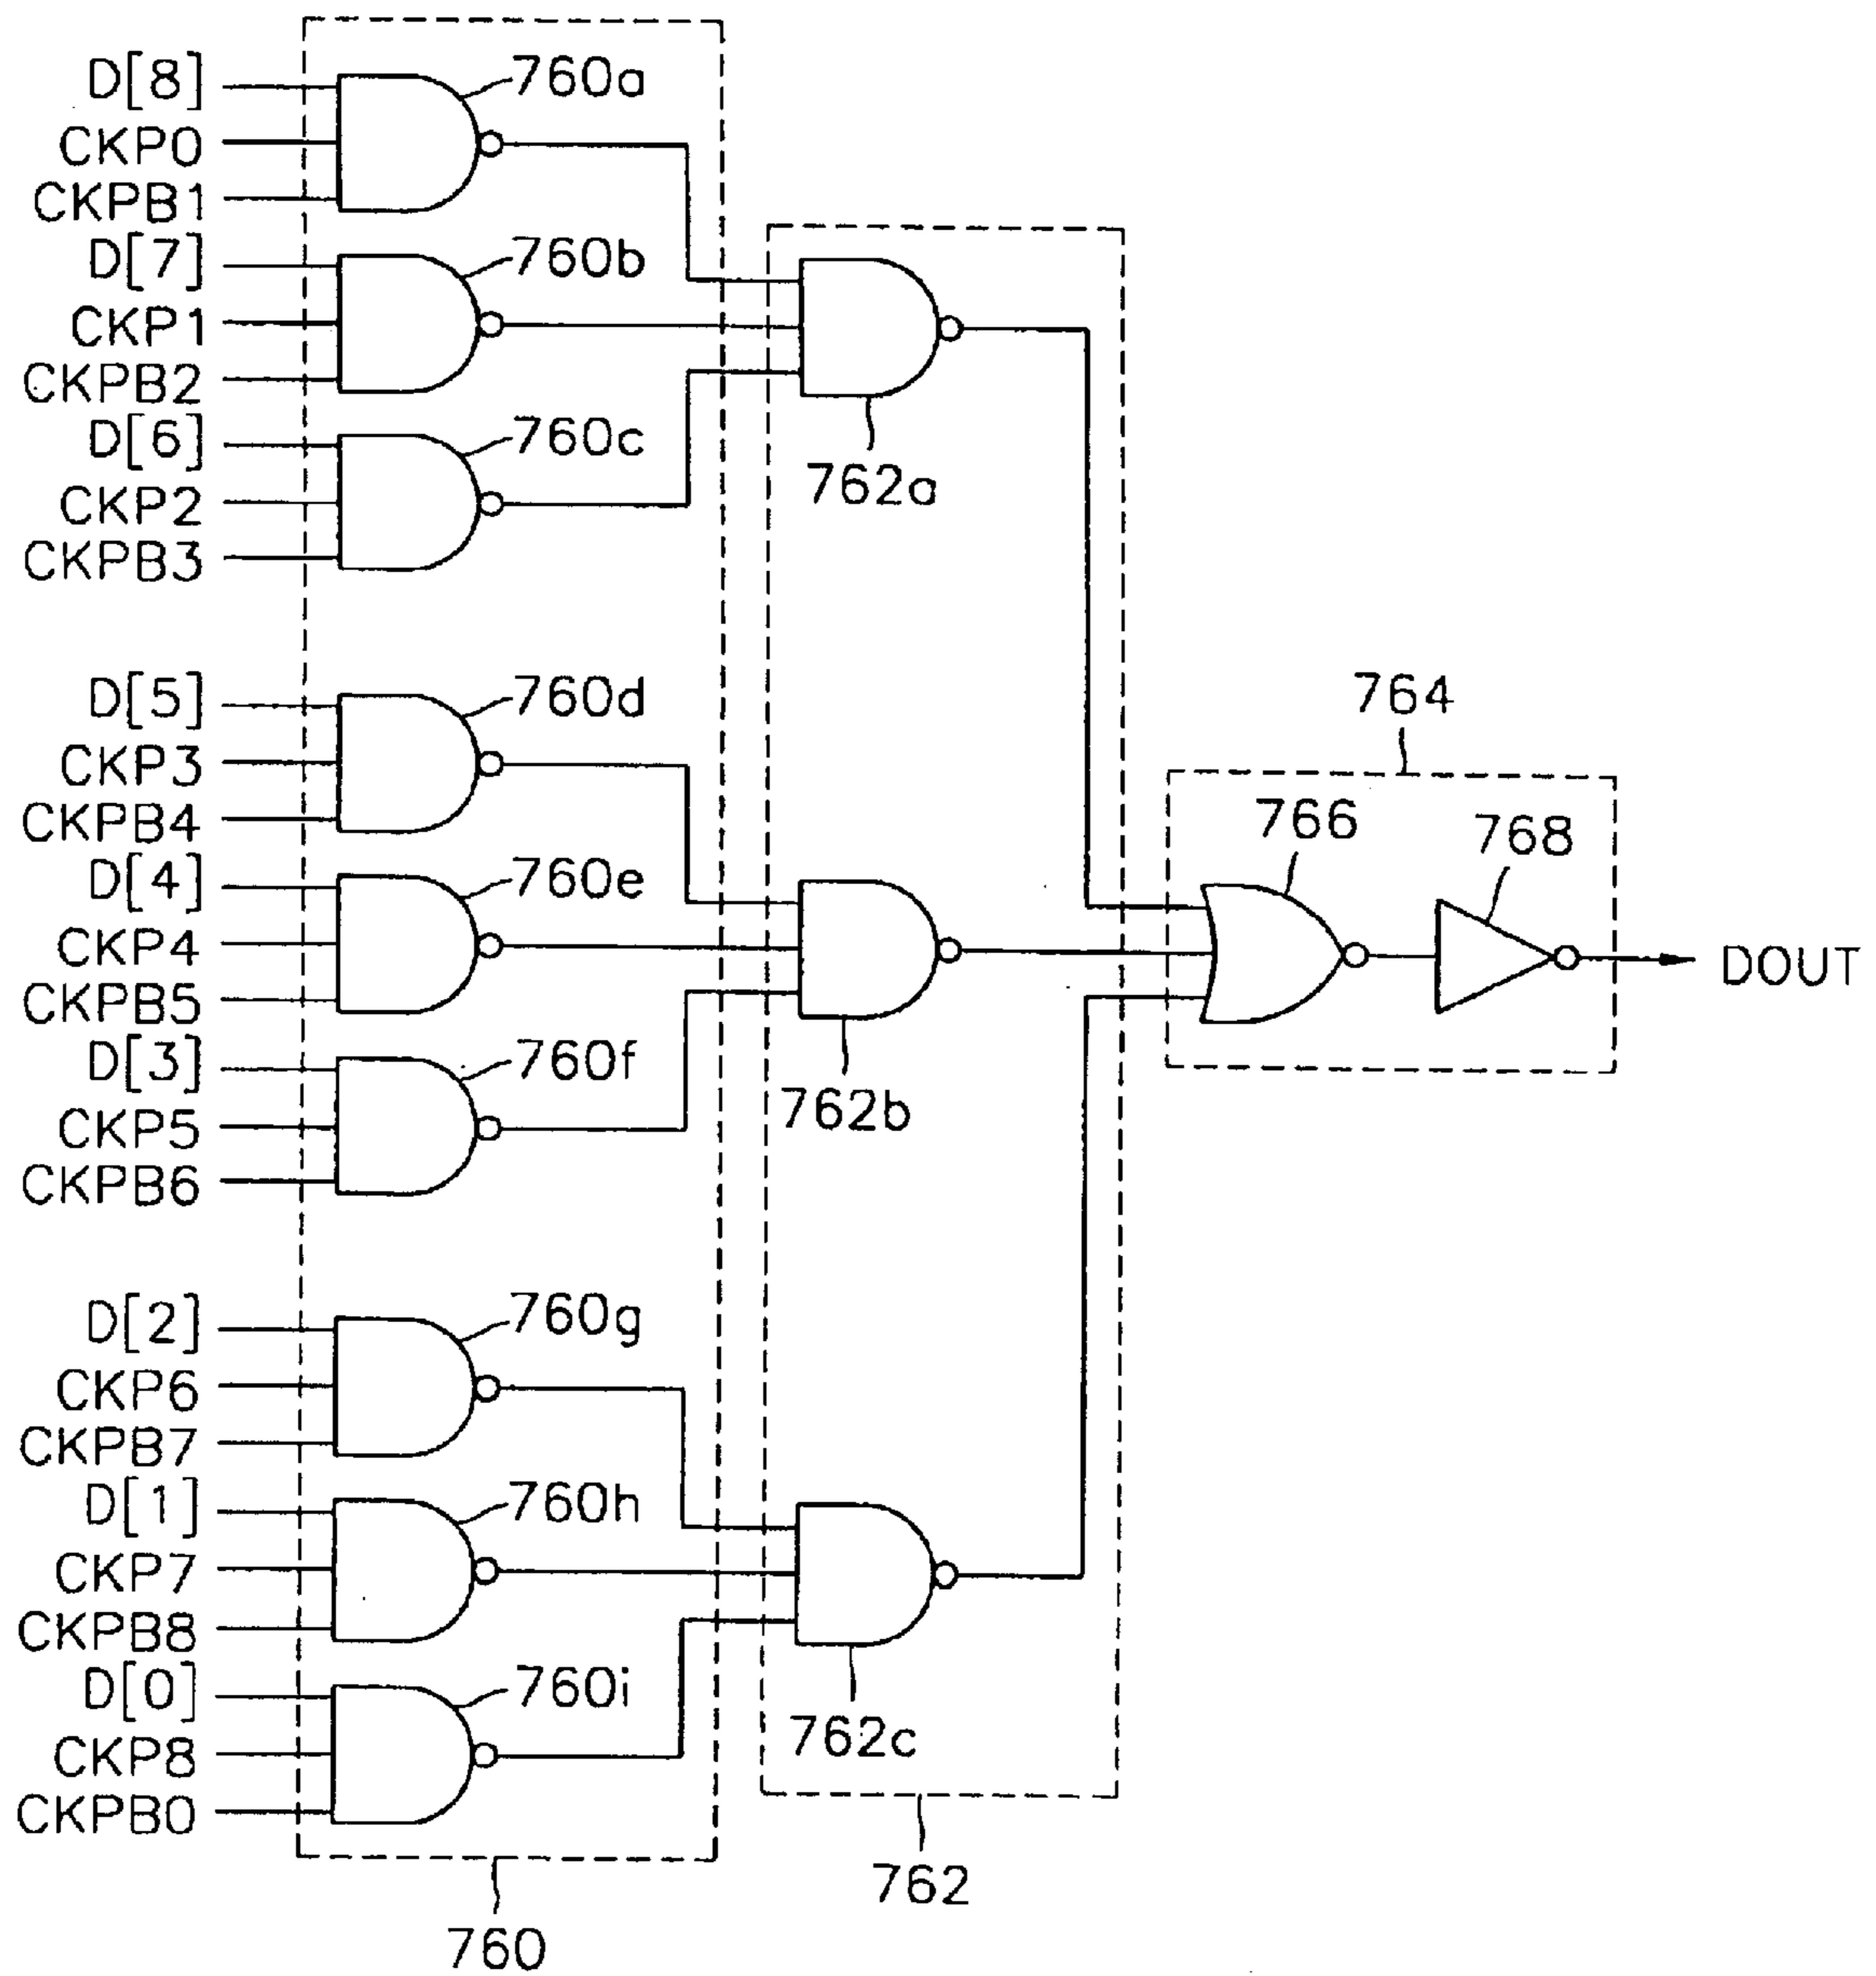 D[8]
760a
CKP0
CKPB1
D[7]
760b
CKP1
CKPB2
D[6]
760c
CKP2
762a
CKPB3
D[5]
760d
764
CKP3
766
768
CKPB4
D[4]
760e
CKP4
DOUT
CKPB5
D[3]
760f
762b
CKP5
CKPB6
D[2]
760g
CKP6
CKPB7
D[1]
760h
CKP7
CKPB8
D[0]
760i
762c
CKP8
CKPB0
762
760